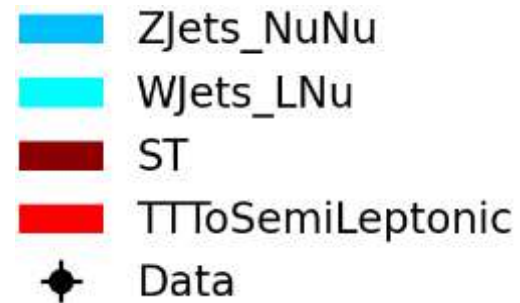 ZJets_NuNu
WJets_LNu
ST
TTToSemiLeptonic
Data